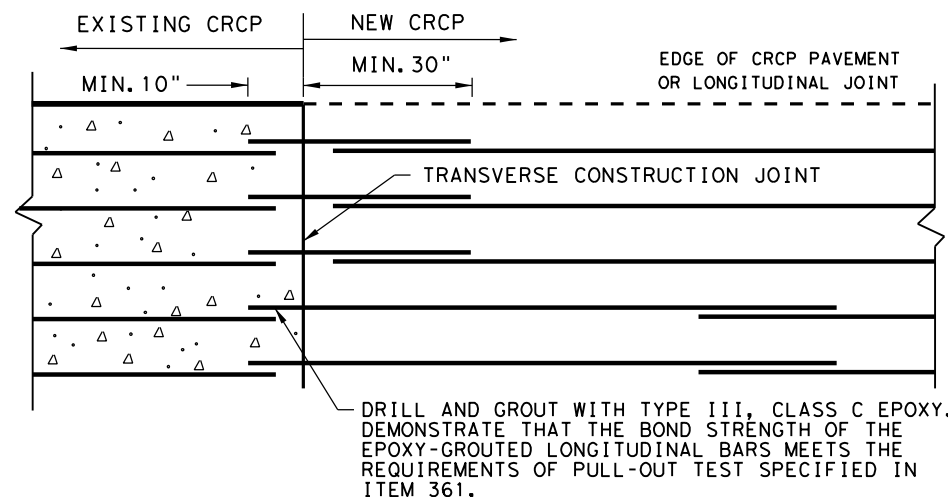 EXISTING CRCP
NEW CRCP
MIN. 10"
MIN. 30"
EDGE OF CRCP PAVEMENT
OR LONGITUDINAL JOINT
TRANSVERSE CONSTRUCTION JOINT
DRILL AND GROUT WITH TYPE III, CLASS C EPOXY.
DEMONSTRATE THAT THE BOND STRENGTH OF THE
EPOXY-GROUTED LONGITUDINAL BARS MEETS THE
REQUIREMENTS OF PULL-OUT TEST SPECIFIED IN
ITEM 361.